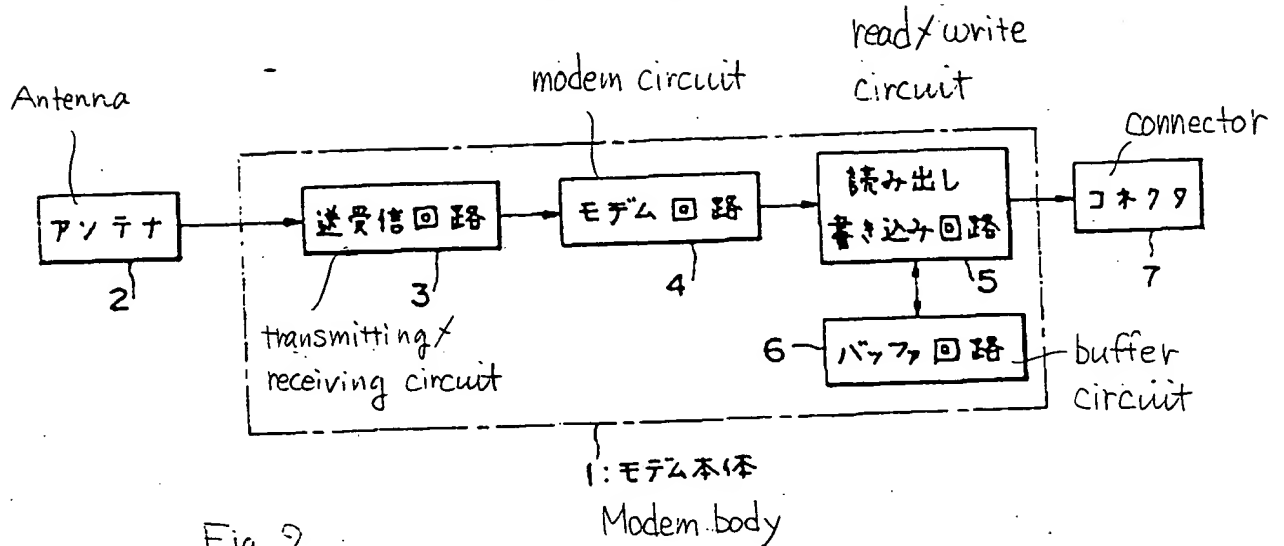 read/write
circuit
modem circuit
Antenna
connector
アンテナ
送受信回路
モデム回路
読み出し
書き込み回路
コネクタ
2
3
4
5
7
transmitting/
receiving circuit
6
バッファ回路
buffer
circuit
1:モデム本体
Modem body